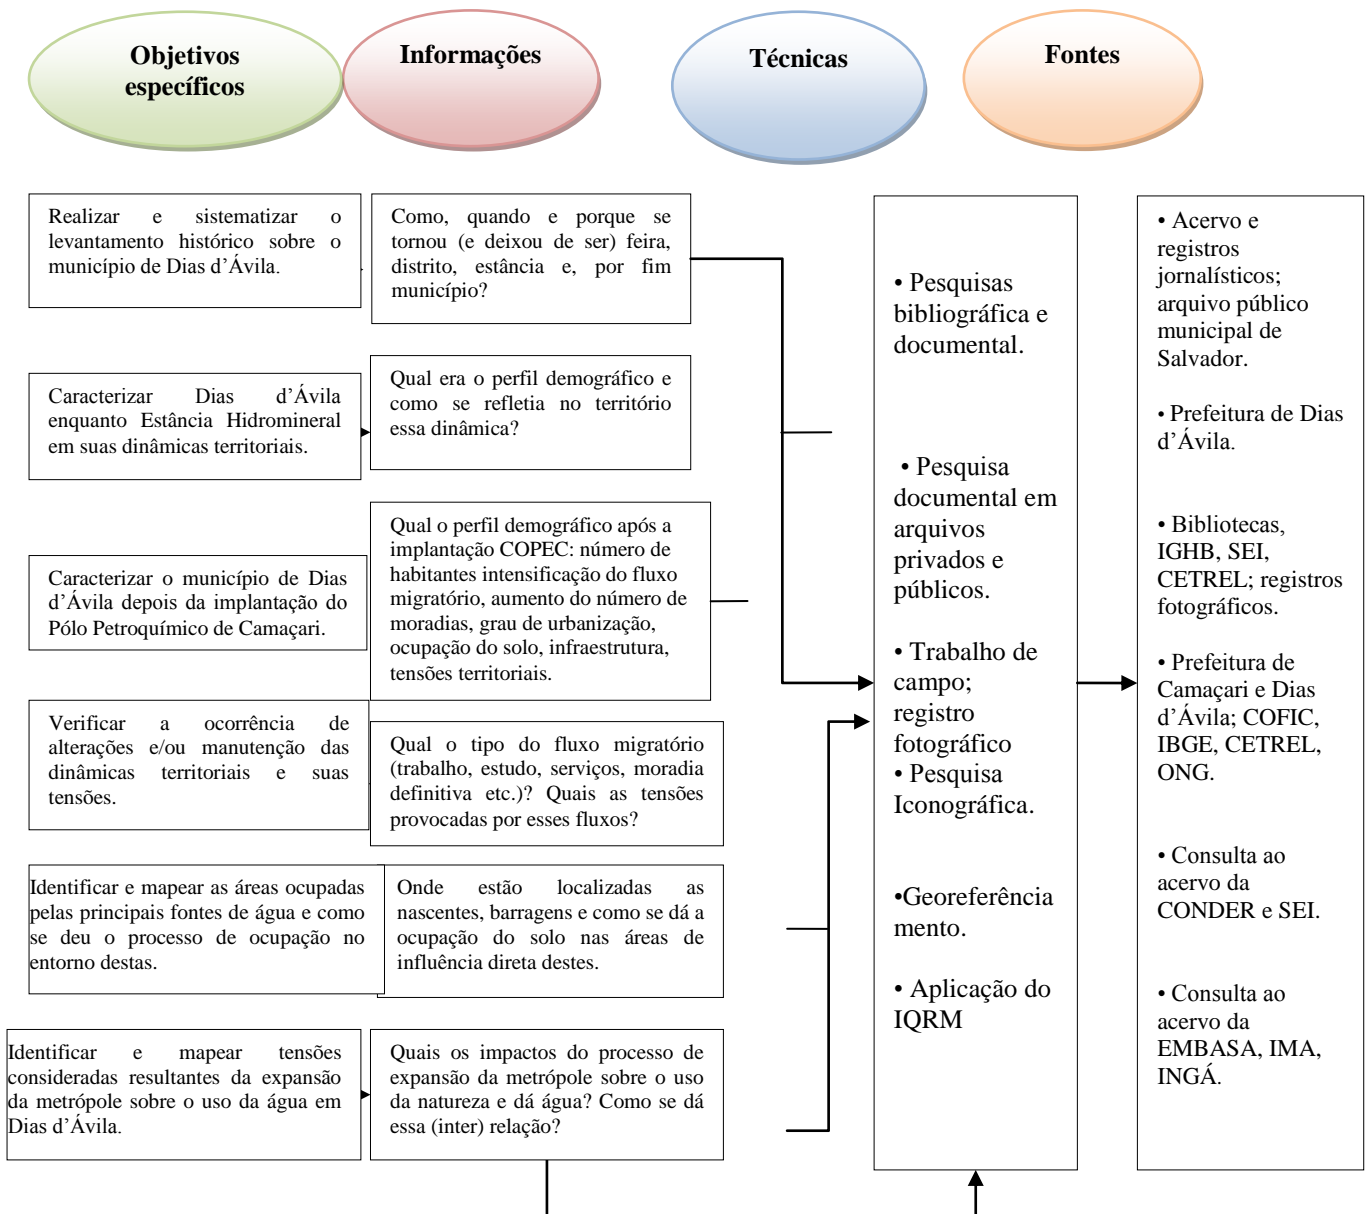 Objetivos
específicos
Informações
Técnicas
Fontes
Realizar e sistematizar o
levantamento histórico sobre o
município de Dias d’Ávila.
Como, quando e porque se
tornou (e deixou de ser) feira,
distrito, estância e, por fim
município?
Caracterizar Dias d’Ávila
enquanto Estância Hidromineral
em suas dinâmicas territoriais.
Qual era o perfil demográfico e
como se refletia no território
essa dinâmica?
Caracterizar o município de Dias
d’Ávila depois da implantação do
Pólo Petroquímico de Camaçari.
Qual o perfil demográfico após a
implantação COPEC: número de
habitantes intensificação do fluxo
migratório, aumento do número de
moradias, grau de urbanização,
ocupação do solo, infraestrutura,
tensões territoriais.
Verificar a ocorrência de
alterações e/ou manutenção das
dinâmicas territoriais e suas
tensões.
Qual o tipo do fluxo migratório
(trabalho, estudo, serviços, moradia
definitiva etc.)? Quais as tensões
provocadas por esses fluxos?
Identificar e mapear as áreas ocupadas
pelas principais fontes de água e como
se deu o processo de ocupação no
entorno destas.
Onde estão localizadas as
nascentes, barragens e como se dá a
ocupação do solo nas áreas de
influência direta destes.
Identificar e mapear tensões
consideradas resultantes da expansão
da metrópole sobre o uso da água em
Dias d’Ávila.
Quais os impactos do processo de
expansão da metrópole sobre o uso
da natureza e dá água? Como se dá
essa (inter) relação?
• Pesquisas
bibliográfica e
documental.
• Pesquisa
documental em
arquivos
privados e
públicos.
• Trabalho de
campo;
registro
fotográfico
• Pesquisa
Iconográfica.
•Georeferência
mento.
• Aplicação do
IQRM
• Acervo e
registros
jornalísticos;
arquivo público
municipal de
Salvador.
• Prefeitura de Dias
d’Ávila.
• Bibliotecas,
IGHB, SEI,
CETREL; registros
fotográficos.
• Prefeitura de
Camaçari e Dias
d’Ávila; COFIC,
IBGE, CETREL,
ONG.
• Consulta ao
acervo da
CONDER e SEI.
• Consulta ao
acervo da
EMBASA, IMA,
INGÁ.